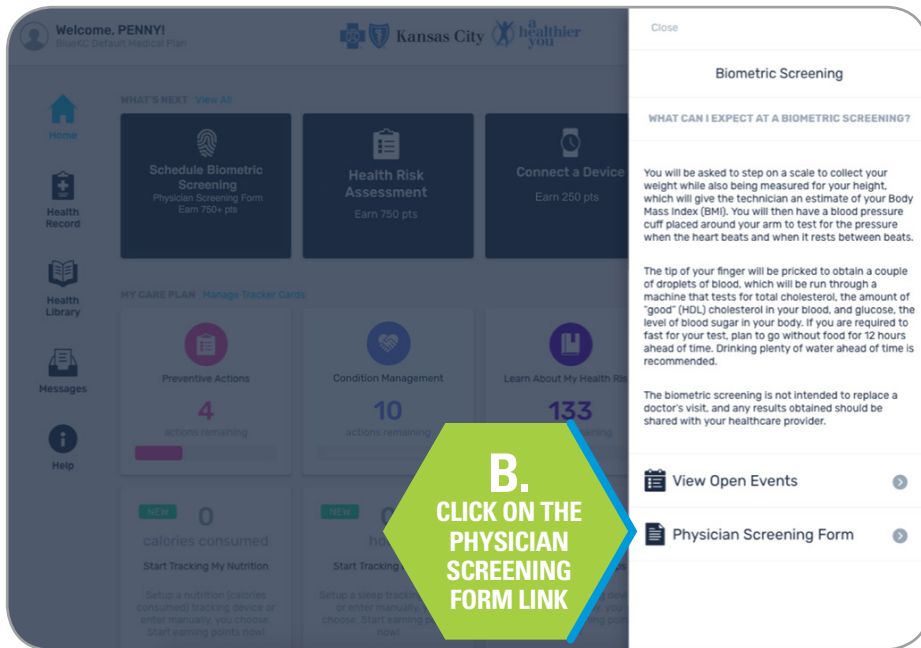 Welcome, PENNY!
BlueKC Default Medical Plan
Kansas City
a healthier you
Home
Health Record
Health Library
Messages
Help
WHAT'S NEXT View All
Schedule Biometric
Screening
Physician Screening Form
Earn 750+ pts
Health Risk
Assessment
Earn 750 pts
Connect a Device
Earn 250 pts
MY CARE PLAN Manage Tracker Cards
Preventive Actions
4
actions remaining
Condition Management
10
actions remaining
Learn About My Health
133
NEW
0
calories consumed
Start Tracking My Nutrition
Setup a nutrition (calories
consumed) tracking device or
enter manually, you choose.
Start earning points now!
NEW
Start Tracking
Setup a sleep
or enter manually,
choose. Start earning
now!
B.
CLICK ON THE
PHYSICIAN
SCREENING
FORM LINK
Close
Biometric Screening
WHAT CAN I EXPECT AT A BIOMETRIC SCREENING?
You will be asked to step on a scale to collect your
weight while also being measured for your height,
which will give the technician an estimate of your Body
Mass Index (BMI). You will then have a blood pressure
cuff placed around your arm to test for the pressure
when the heart beats and when it rests between beats.
The tip of your finger will be pricked to obtain a couple
of droplets of blood, which will be run through a
machine that tests for total cholesterol, the amount of
"good" (HDL) cholesterol in your blood, and glucose, the
level of blood sugar in your body. If you are required to
fast for your test, plan to go without food for 12 hours
ahead of time. Drinking plenty of water ahead of time is
recommended.
The biometric screening is not intended to replace a
doctor's visit, and any results obtained should be
shared with your healthcare provider.
View Open Events
Physician Screening Form